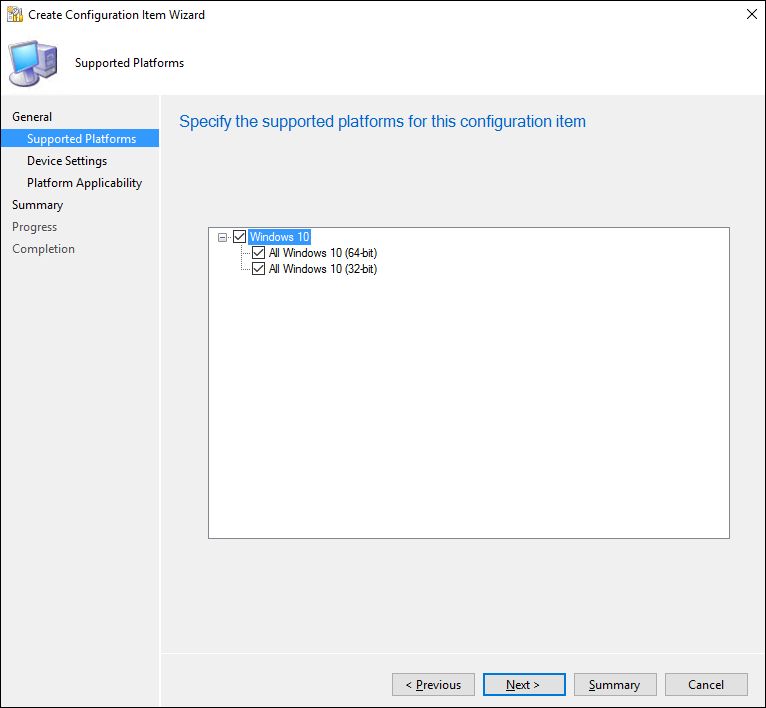 Create Configuration Item Wizard
Supported Platforms
General
Supported Platforms
Device Settings
Platform Applicability
Summary
Progress
Completion
Specify the supported platforms for this configuration item
Windows 10
All Windows 10 (64-bit)
All Windows 10 (32-bit)
< Previous
Next >
Summary
Cancel